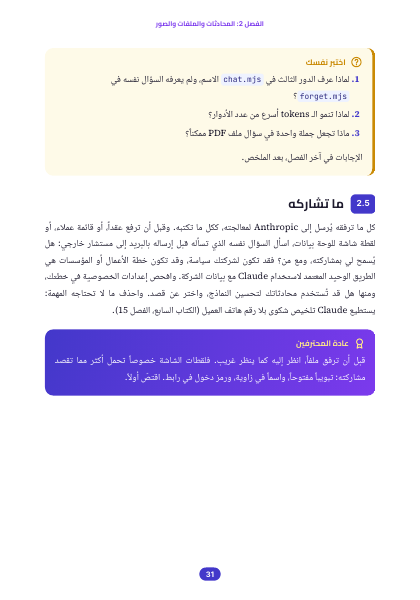 الفصل 2: المحادثات والملفات والصور
اختبر نفسك
1. لماذا عرف الدور الثالث في chat.mjs الاسم، ولم يعرفه السؤال نفسه في
forget.mjs ؟
2. لماذا تنمو الـ tokens أسرع من عدد الأدوار؟
3. ماذا تجعل جملة واحدة في سؤال ملف PDF ممكناً؟
الإجابات في آخر الفصل، بعد الملخص.
2.5 ما تشاركه
كل ما ترفقه يُرسل إلى Anthropic لمعالجته، ككل ما تكتبه. وقبل أن ترفع عقداً، أو قائمة عملاء، أو
لقطة شاشة للوحة بيانات، اسأل السؤال نفسه الذي تسأله قبل إرساله بالبريد إلى مستشار خارجي: هل
يُسمح لي بمشاركته، ومع من؟ فقد تكون لشركتك سياسة، وقد تكون خطة الأعمال أو المؤسسات هي
الطريق الوحيد المعتمد لاستخدام Claude مع بيانات الشركة. وافحص إعدادات الخصوصية في خطتك،
ومنها هل قد تُستخدم محادثاتك لتحسين النماذج، واختر عن قصد. واحذف ما لا تحتاجه المهمة:
يستطيع Claude تلخيص شكوى بلا رقم هاتف العميل (الكتاب السابع، الفصل 15).
عادة المحترفين
قبل أن ترفق ملفاً، انظر إليه كما ينظر غريب. فلقطات الشاشة خصوصاً تحمل أكثر مما تقصد
مشاركته: تبويباً مفتوحاً، واسماً في زاوية، ورمز دخول في رابط. اقتصّ أولاً.
31